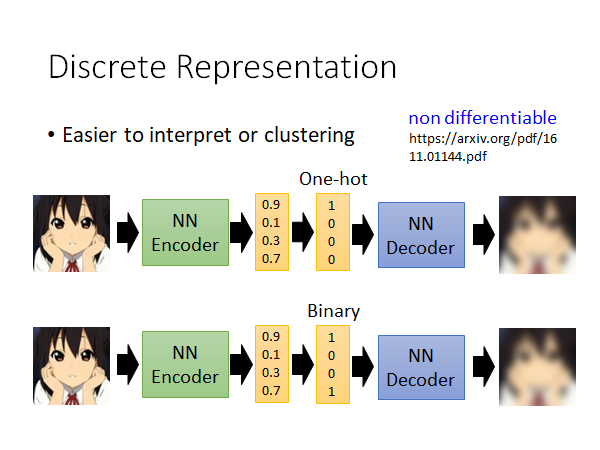 Discrete Representation
• Easier to interpret or clustering
non differentiable
https://arxiv.org/pdf/16
11.01144.pdf
One-hot
NN
Encoder
0.9
0.1
0.3
0.7
1
0
0
0
NN
Decoder
Binary
NN
Encoder
0.9
0.1
0.3
0.7
1
0
0
1
NN
Decoder